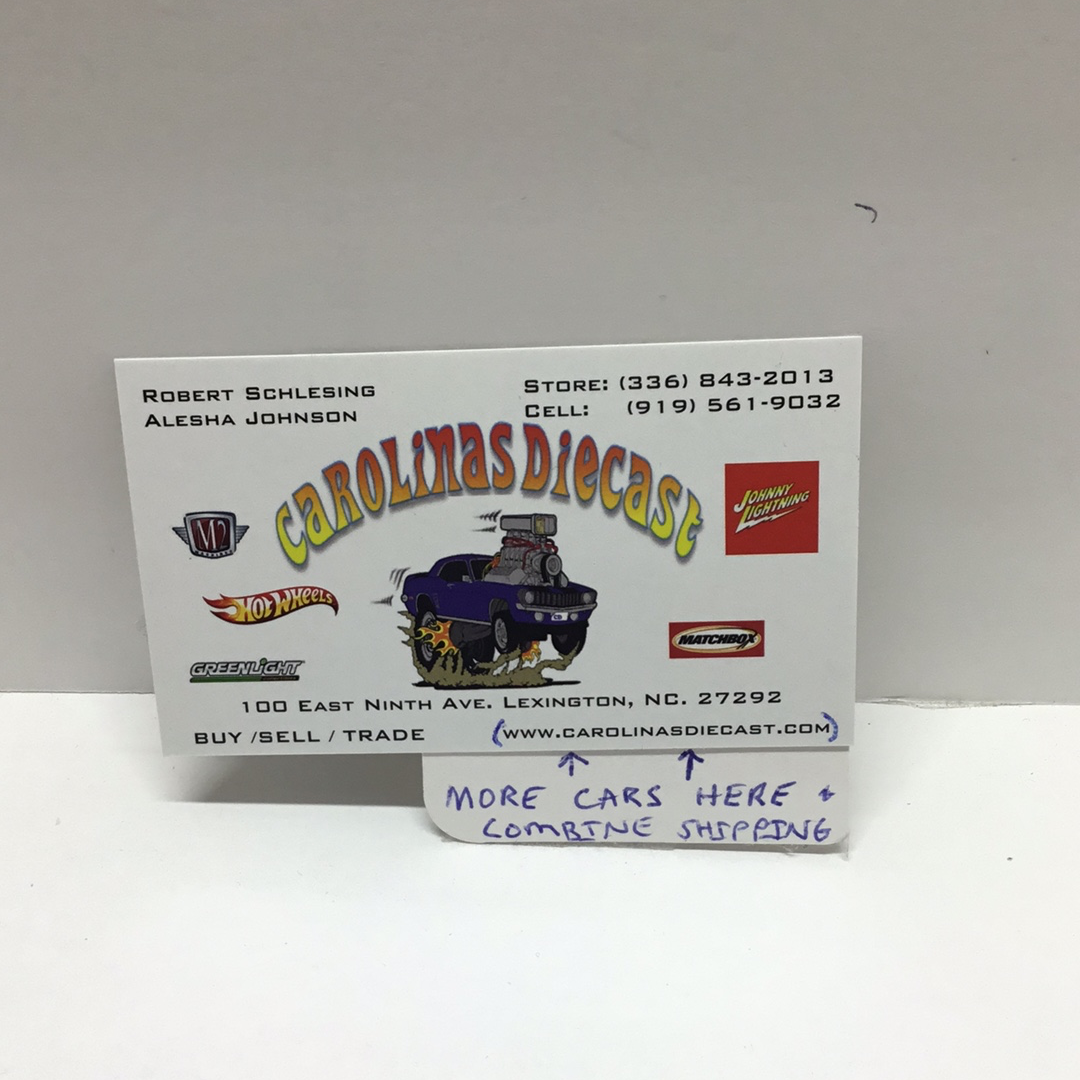 ROBERT SCHLESING
ALESHA JOHNSON
STORE: (336) 843-2013
CELL: (919) 561-9032
CAROLINAS DIECAST
M2
JOHNNY
LIGHTNING
HOT WHEELS
MATCHBOX
GREENLIGHT
100 EAST NINTH AVE. LEXINGTON, NC. 27292
BUY /SELL / TRADE
(WWW.CAROLINASDIECAST.COM)
MORE CARS HERE +
COMBINE SHIPPING